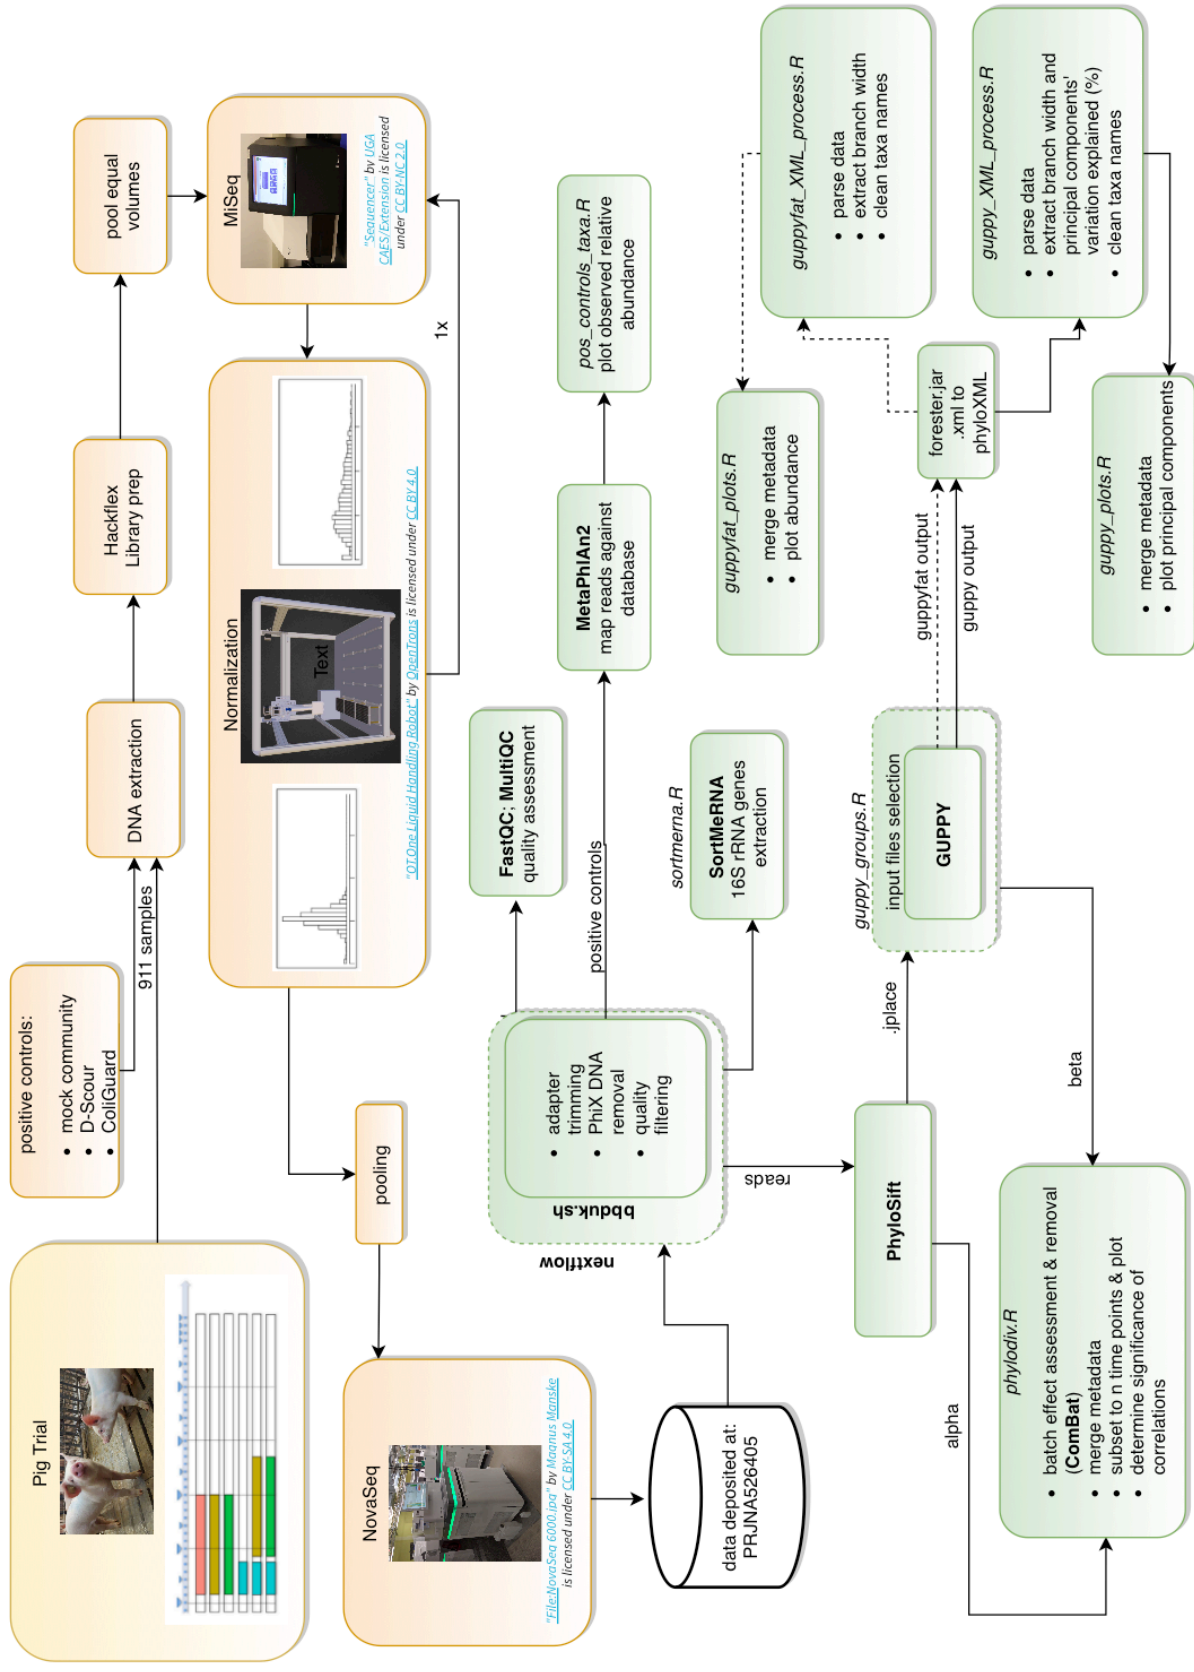 Pig Trial
positive controls:
• mock community
• D-Scour
• ColiGuard
911 samples
DNA extraction
Hackflex
Library prep
pool equal
volumes
MiSeq
"Sequencer" by UGA
CAES/Extension is licensed
under CC BY-NC 2.0
1x
Normalization
Text
"OT.One Liquid Handling Robot" by OpenTrons is licensed under CC BY 4.0
pooling
NovaSeq
"File:NovaSeq 6000.jpg" by Magnus Manske
is licensed under CC BY-SA 4.0
data deposited at:
PRJNA526405
nextflow
bbduk.sh
• adapter
trimming
• PhiX DNA
removal
• quality
filtering
FastQC; MultiQC
quality assessment
positive controls
MetaPhlAn2
map reads against
database
pos_controls_taxa.R
plot observed relative
abundance
sortmerna.R
SortMeRNA
16S rRNA genes
extraction
reads
PhyloSift
.jplace
guppy_groups.R
input files selection
GUPPY
guppyfat output
guppy output
forester.jar
.xml to
phyloXML
guppyfat_XML_process.R
• parse data
• extract branch width
• clean taxa names
guppyfat_plots.R
• merge metadata
• plot abundance
guppy_XML_process.R
• parse data
• extract branch width and
principal components'
variation explained (%)
• clean taxa names
guppy_plots.R
• merge metadata
• plot principal components
alpha
beta
phylodiv.R
• batch effect assessment & removal
(ComBat)
• merge metadata
• subset to n time points & plot
• determine significance of
correlations